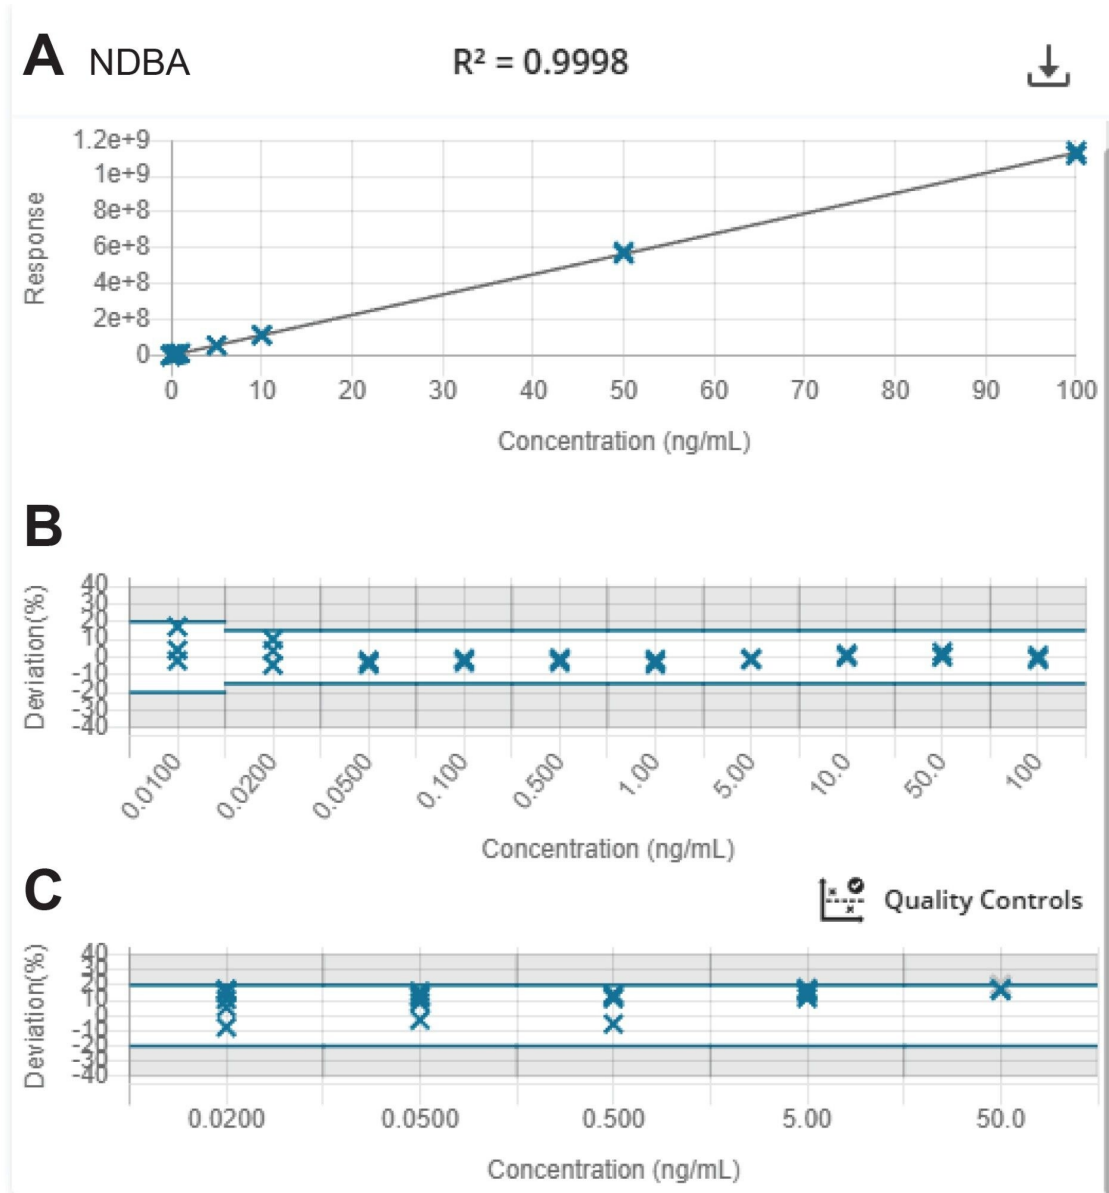 A NDBA R² = 0.9998
1.2e+9
1e+9
8e+8
6e+8
4e+8
2e+8
0
Response
0 10 20 30 40 50 60 70 80 90 100
Concentration (ng/mL)
B
40
30
20
10
0
-10
-20
-30
-40
Deviation(%)
0.0100 0.0200 0.0500 0.100 0.500 1.00 5.00 10.0 50.0 100
Concentration (ng/mL)
C Quality Controls
40
30
20
10
0
-10
-20
-30
-40
Deviation(%)
0.0200 0.0500 0.500 5.00 50.0
Concentration (ng/mL)